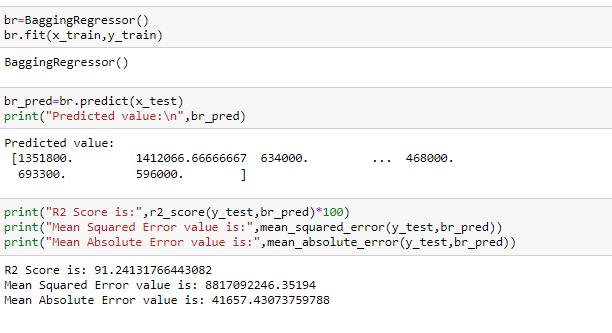 br=BaggingRegressor()
br.fit(x_train,y_train)
BaggingRegressor()
br_pred=br.predict(x_test)
print("Predicted value:\n",br_pred)
Predicted value:
[1351800. 1412066.66666667 634000. ... 468000.
693300. 596000. ]
print("R2 Score is:",r2_score(y_test,br_pred)*100)
print("Mean Squared Error value is:",mean_squared_error(y_test,br_pred))
print("Mean Absolute Error value is:",mean_absolute_error(y_test,br_pred))
R2 Score is: 91.24131766443082
Mean Squared Error value is: 8817092246.35194
Mean Absolute Error value is: 41657.43073759788